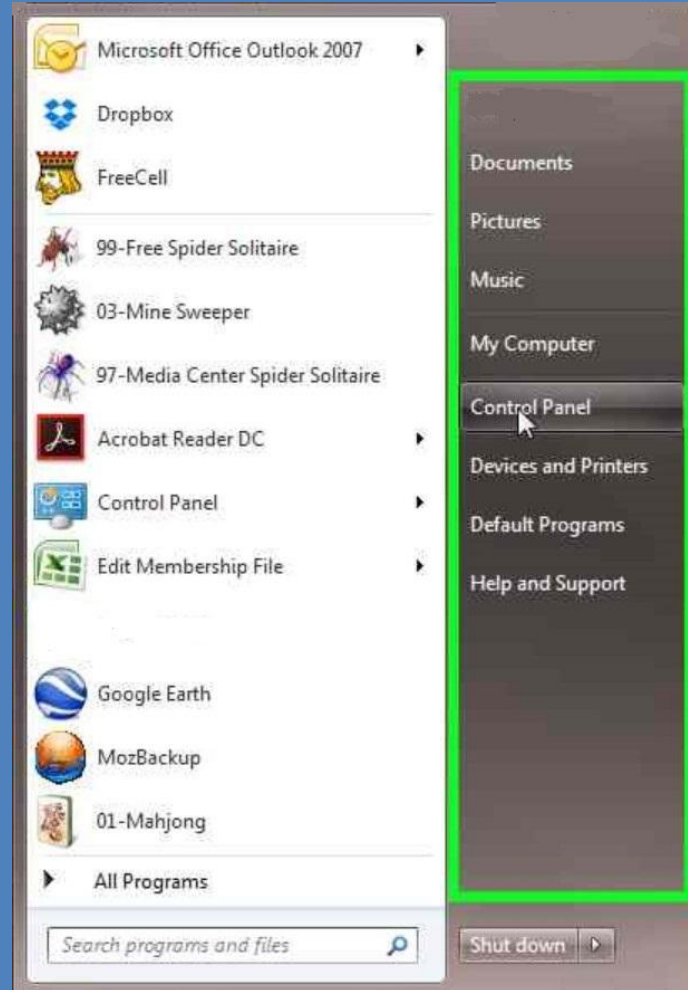 Microsoft Office Outlook 2007
Dropbox
FreeCell
99-Free Spider Solitaire
03-Mine Sweeper
97-Media Center Spider Solitaire
Acrobat Reader DC
Control Panel
Edit Membership File
Google Earth
MozBackup
01-Mahjong
All Programs
Search programs and files
Documents
Pictures
Music
My Computer
Control Panel
Devices and Printers
Default Programs
Help and Support
Shut down